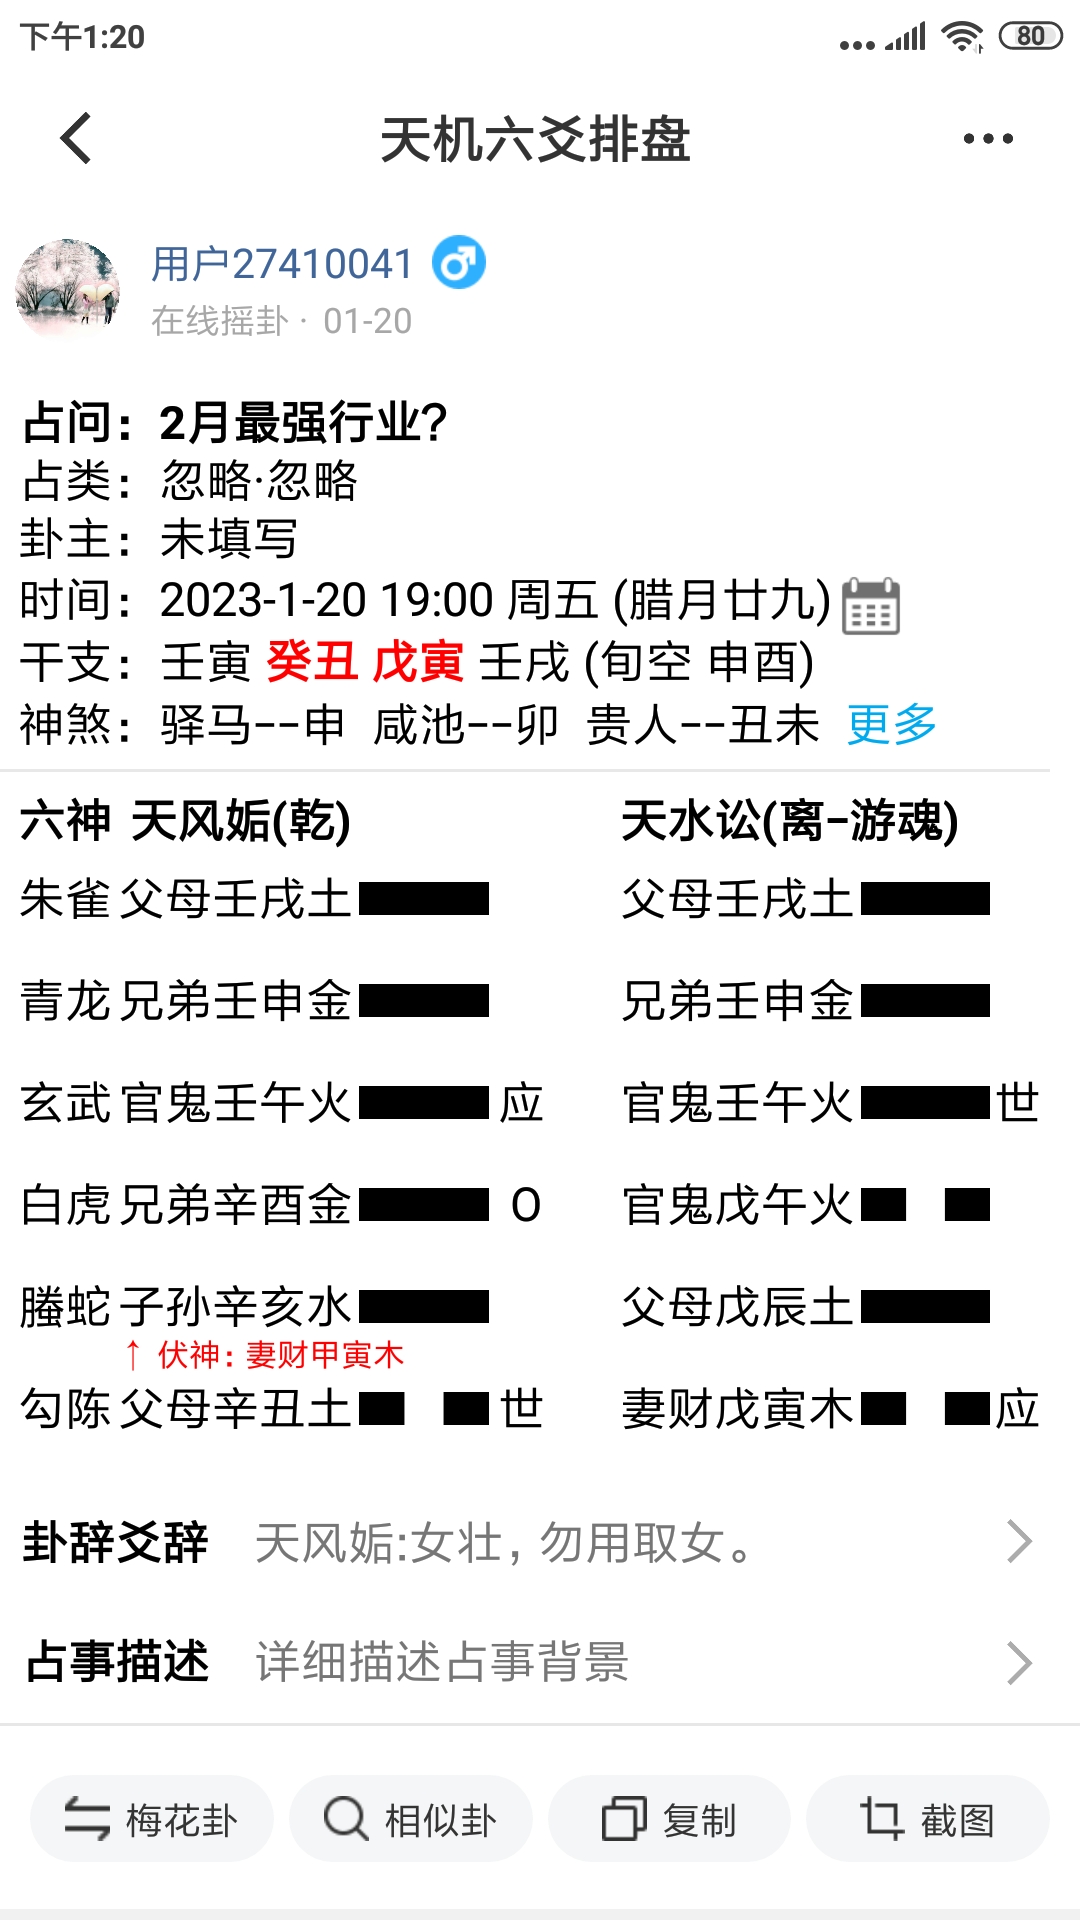 下午1:20
80
天机六爻排盘
用户27410041
在线摇卦 · 01-20
占问：2月最强行业？
占类：忽略·忽略
卦主：未填写
时间：2023-1-20 19:00 周五 (腊月廿九)
干支：壬寅 癸丑 戊寅 壬戌 (旬空 申酉)
神煞：驿马--申 咸池--卯 贵人--丑未 更多
六神 天风姤(乾) 天水讼(离-游魂)
朱雀 父母壬戌土 父母壬戌土
青龙 兄弟壬申金 兄弟壬申金
玄武 官鬼壬午火 应 官鬼壬午火 世
白虎 兄弟辛酉金 O 官鬼戊午火
螣蛇 子孙辛亥水 父母戊辰土
↑ 伏神：妻财甲寅木
勾陈 父母辛丑土 世 妻财戊寅木 应
卦辞爻辞 天风姤:女壮，勿用取女。
占事描述 详细描述占事背景
梅花卦 相似卦 复制 截图